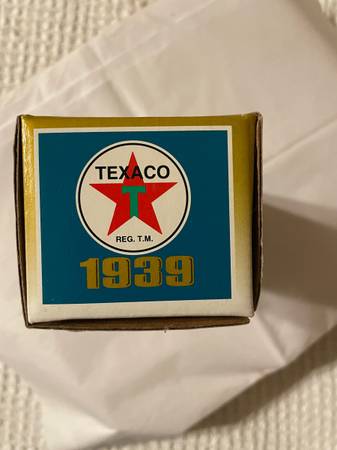 TEXACO
T
REG. T.M.
1939